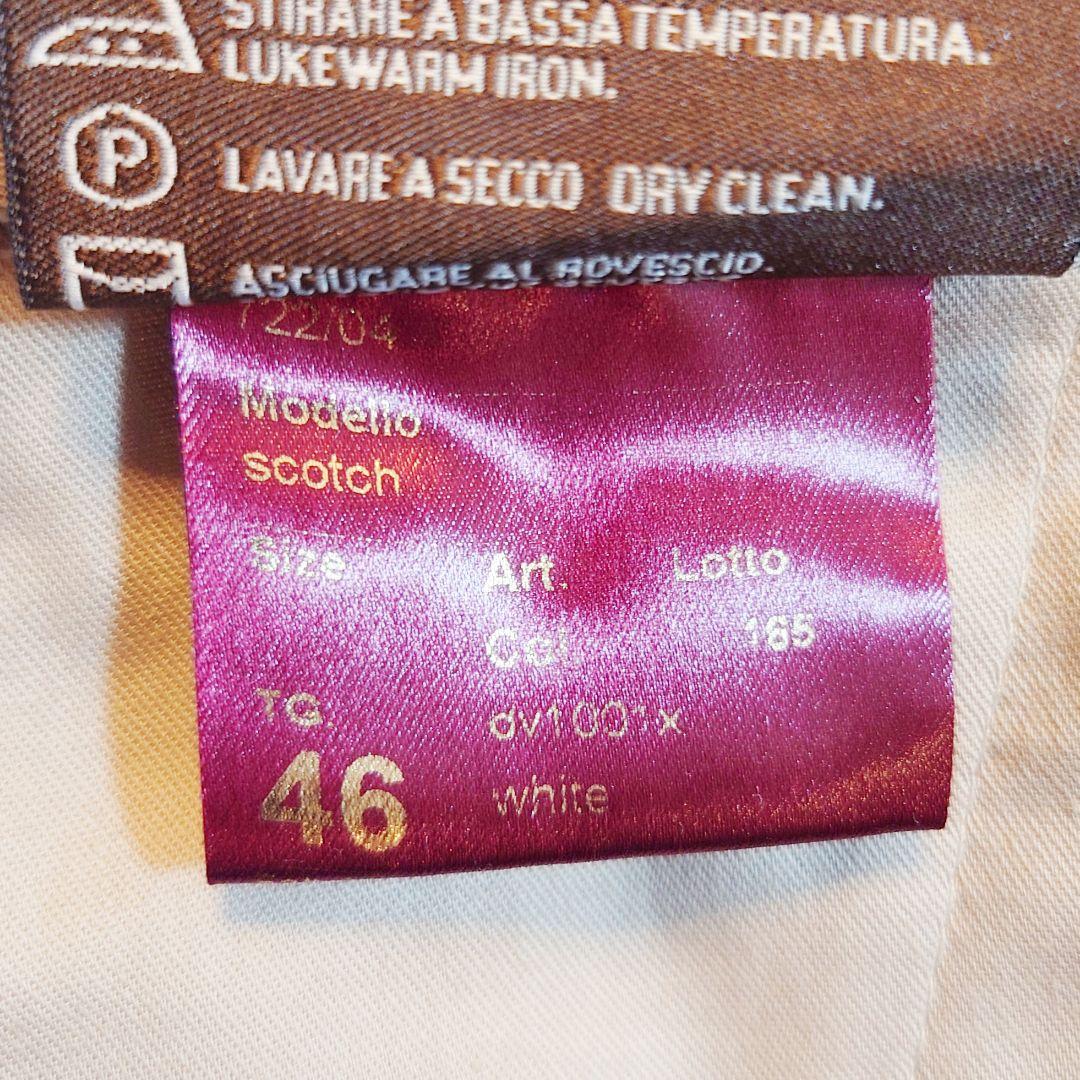 STIRARE A BASSA TEMPERATURA.
LUKEWARM IRON.
P
LAVARE A SECCO DRY CLEAN.
ASCIUGARE AL ROVESCIO.
722/04
Modello
scotch
Size Art. Lotto
Col. 165
TG. dv1001x
46 white